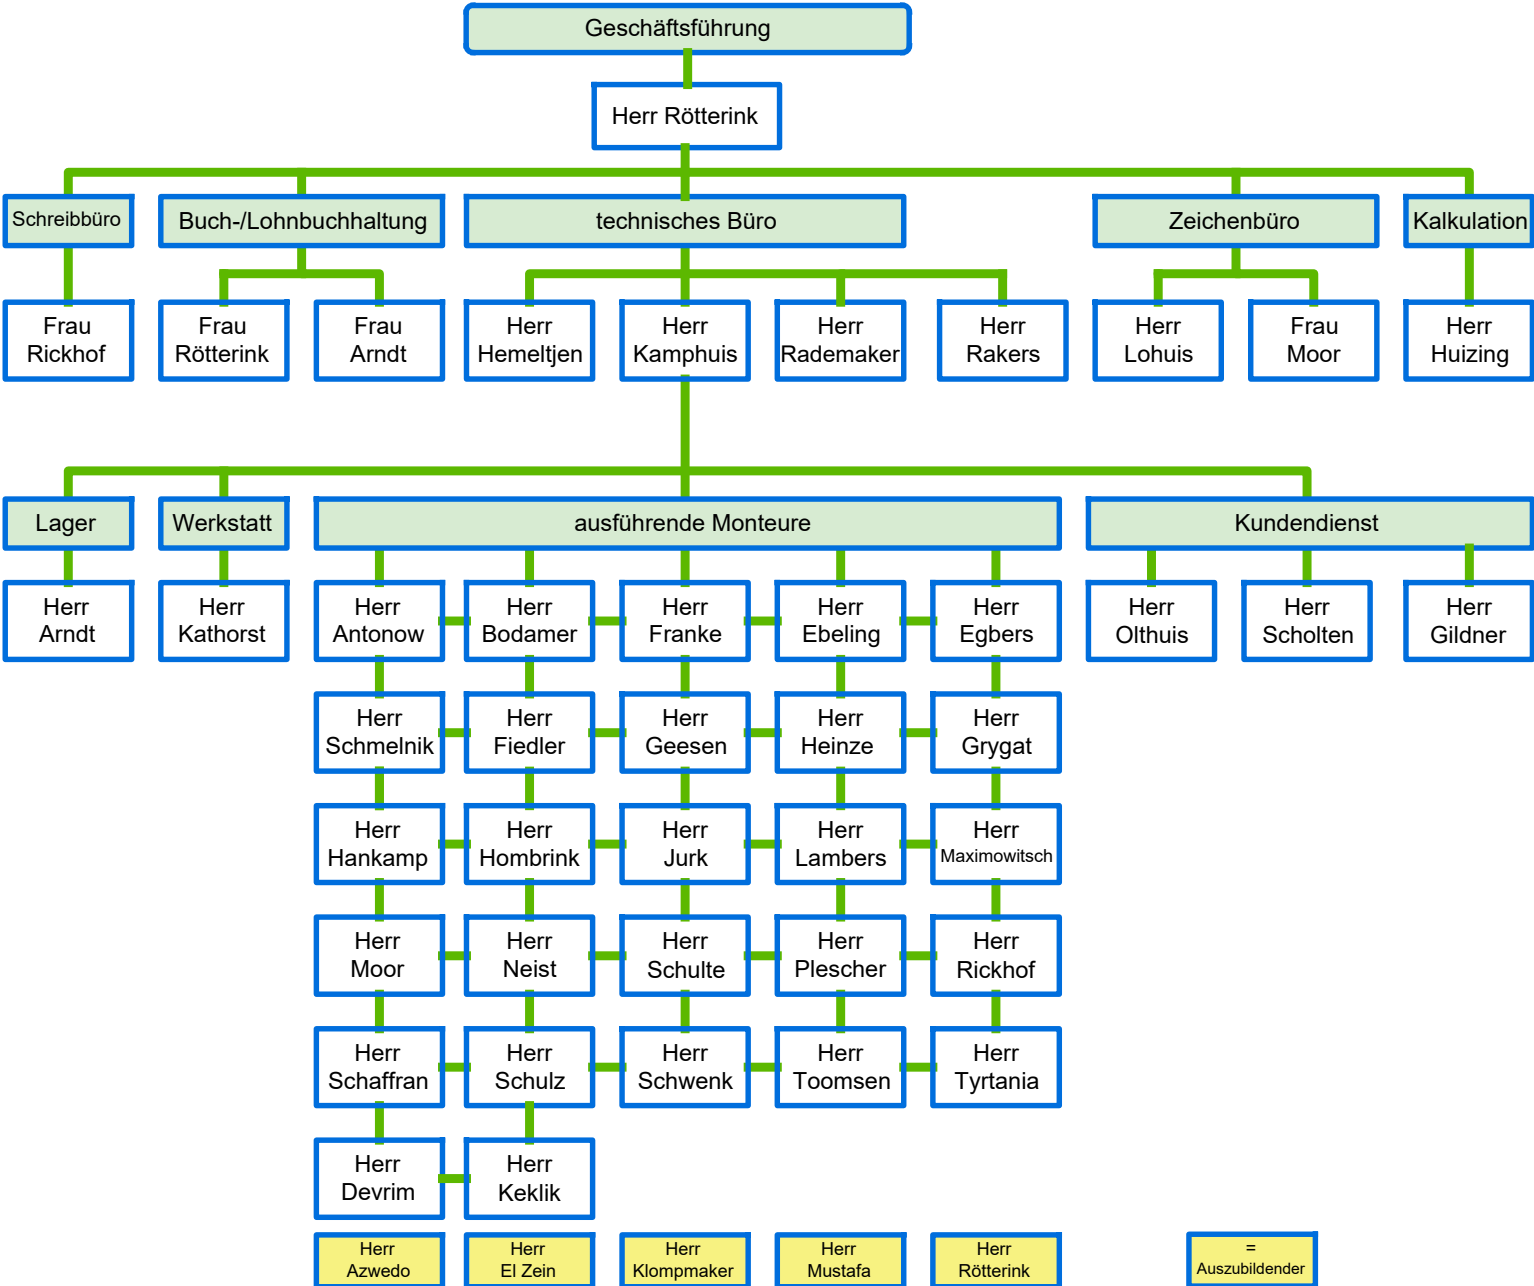 Geschäftsführung
Herr Rötterink
Schreibbüro
Buch-/Lohnbuchhaltung
technisches Büro
Zeichenbüro
Kalkulation
Frau
Rickhof
Frau
Rötterink
Frau
Arndt
Herr
Hemeltjen
Herr
Kamphuis
Herr
Rademaker
Herr
Rakers
Herr
Lohuis
Frau
Moor
Herr
Huizing
Lager
Werkstatt
ausführende Monteure
Kundendienst
Herr
Arndt
Herr
Kathorst
Herr
Antonow
Herr
Bodamer
Herr
Franke
Herr
Ebeling
Herr
Egbers
Herr
Olthuis
Herr
Scholten
Herr
Gildner
Herr
Schmelnik
Herr
Fiedler
Herr
Geesen
Herr
Heinze
Herr
Grygat
Herr
Hankamp
Herr
Hombrink
Herr
Jurk
Herr
Lambers
Herr
Maximowitsch
Herr
Moor
Herr
Neist
Herr
Schulte
Herr
Plescher
Herr
Rickhof
Herr
Schaffran
Herr
Schulz
Herr
Schwenk
Herr
Toomsen
Herr
Tyrtania
Herr
Devrim
Herr
Keklik
Herr
Azwedo
Herr
El Zein
Herr
Klompmaker
Herr
Mustafa
Herr
Rötterink
=
Auszubildender